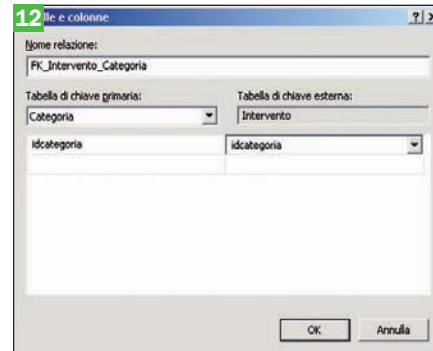 12
lle e colonne
Nome relazione:
FK_Intervento_Categoria
Tabella di chiave primaria:
Tabella di chiave esterna:
Categoria
Intervento
idcategoria
idcategoria
OK
Annulla